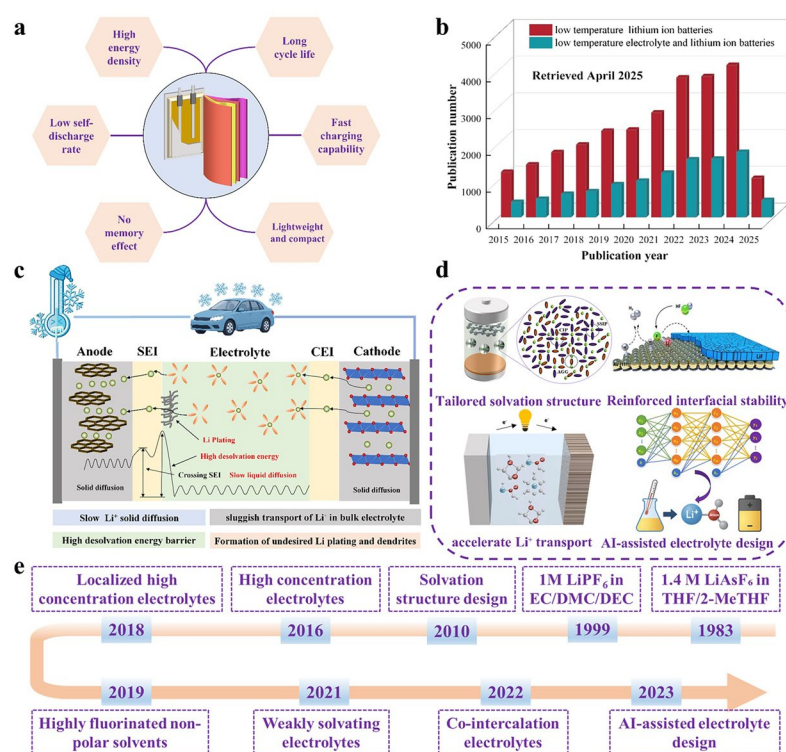 a
High
energy
density
Long
cycle life
Low self-
discharge
rate
Fast
charging
capability
No
memory
effect
Lightweight
and compact
b
low temperature lithium ion batteries
low temperature electrolyte and lithium ion batteries
Retrieved April 2025
Publication number
5000
4000
3000
2000
1000
0
2015 2016 2017 2018 2019 2020 2021 2022 2023 2024 2025
Publication year
c
Anode SEI Electrolyte CEI Cathode
Li Plating
High desolvation energy
Crossing SEI Slow liquid diffusion
Solid diffusion
Solid diffusion
Slow Li⁺ solid diffusion
sluggish transport of Li⁺ in bulk electrolyte
High desolvation energy barrier
Formation of undesired Li plating and dendrites
d
AGG
Tailored solvation structure
Reinforced interfacial stability
e⁻
e⁻
accelerate Li⁺ transport
Li⁺
AI-assisted electrolyte design
e
Localized high
concentration electrolytes
High concentration
electrolytes
Solvation
structure design
1M LiPF₆ in
EC/DMC/DEC
1.4 M LiAsF₆ in
THF/2-MeTHF
2018 2016 2010 1999 1983
2019 2021 2022 2023
Highly fluorinated non-
polar solvents
Weakly solvating
electrolytes
Co-intercalation
electrolytes
AI-assisted electrolyte
design